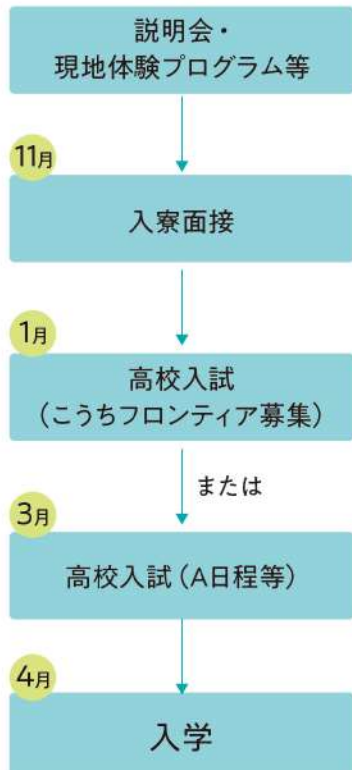 説明会・
現地体験プログラム等
11月
入寮面接
1月
高校入試
（こうちフロンティア募集）
または
3月
高校入試（A日程等）
4月
入学